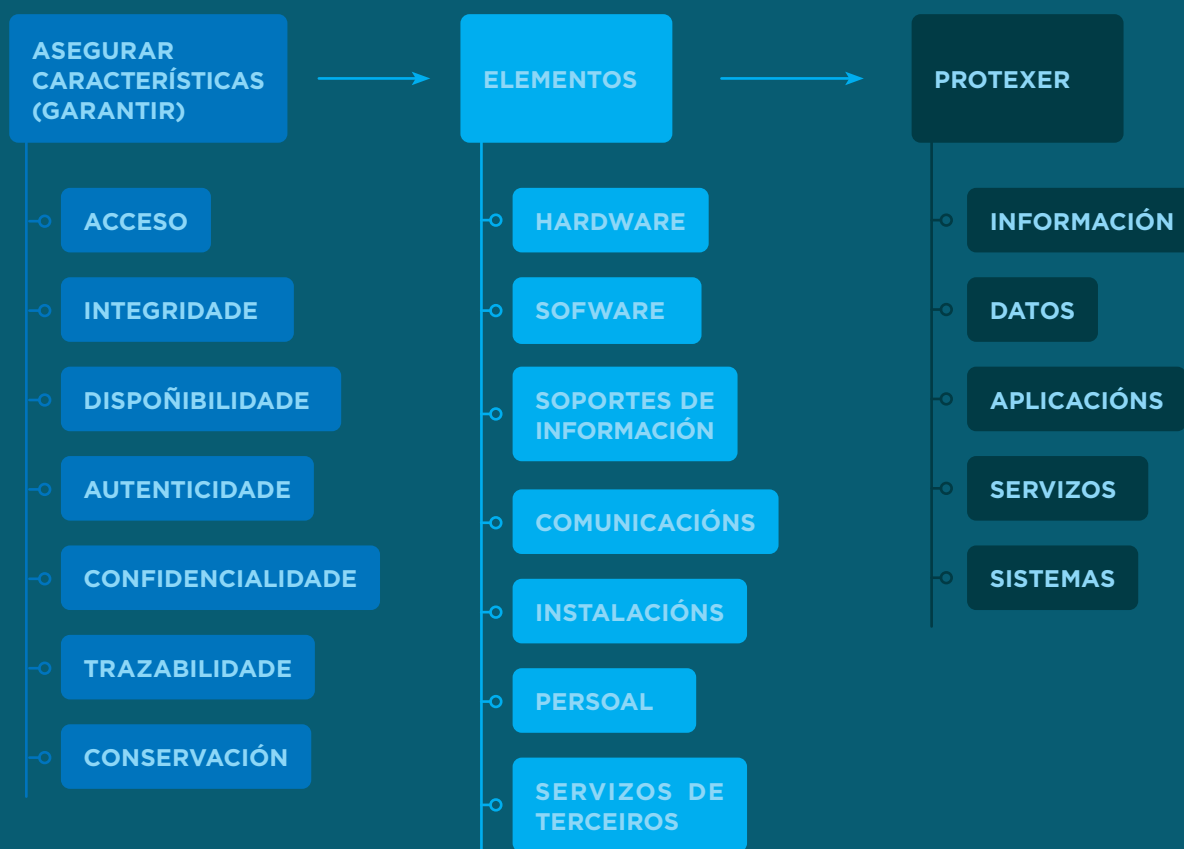 ASEGURAR
CARACTERÍSTICAS
(GARANTIR)
ACCESO
INTEGRIDADE
DISPOÑIBILIDADE
AUTENTICIDADE
CONFIDENCIALIDADE
TRAZABILIDADE
CONSERVACIÓN
ELEMENTOS
HARDWARE
SOFWARE
SOPORTES DE
INFORMACIÓN
COMUNICACIÓNS
INSTALACIÓNS
PERSOAL
SERVIZOS DE
TERCEIROS
PROTEXER
INFORMACIÓN
DATOS
APLICACIÓNS
SERVIZOS
SISTEMAS